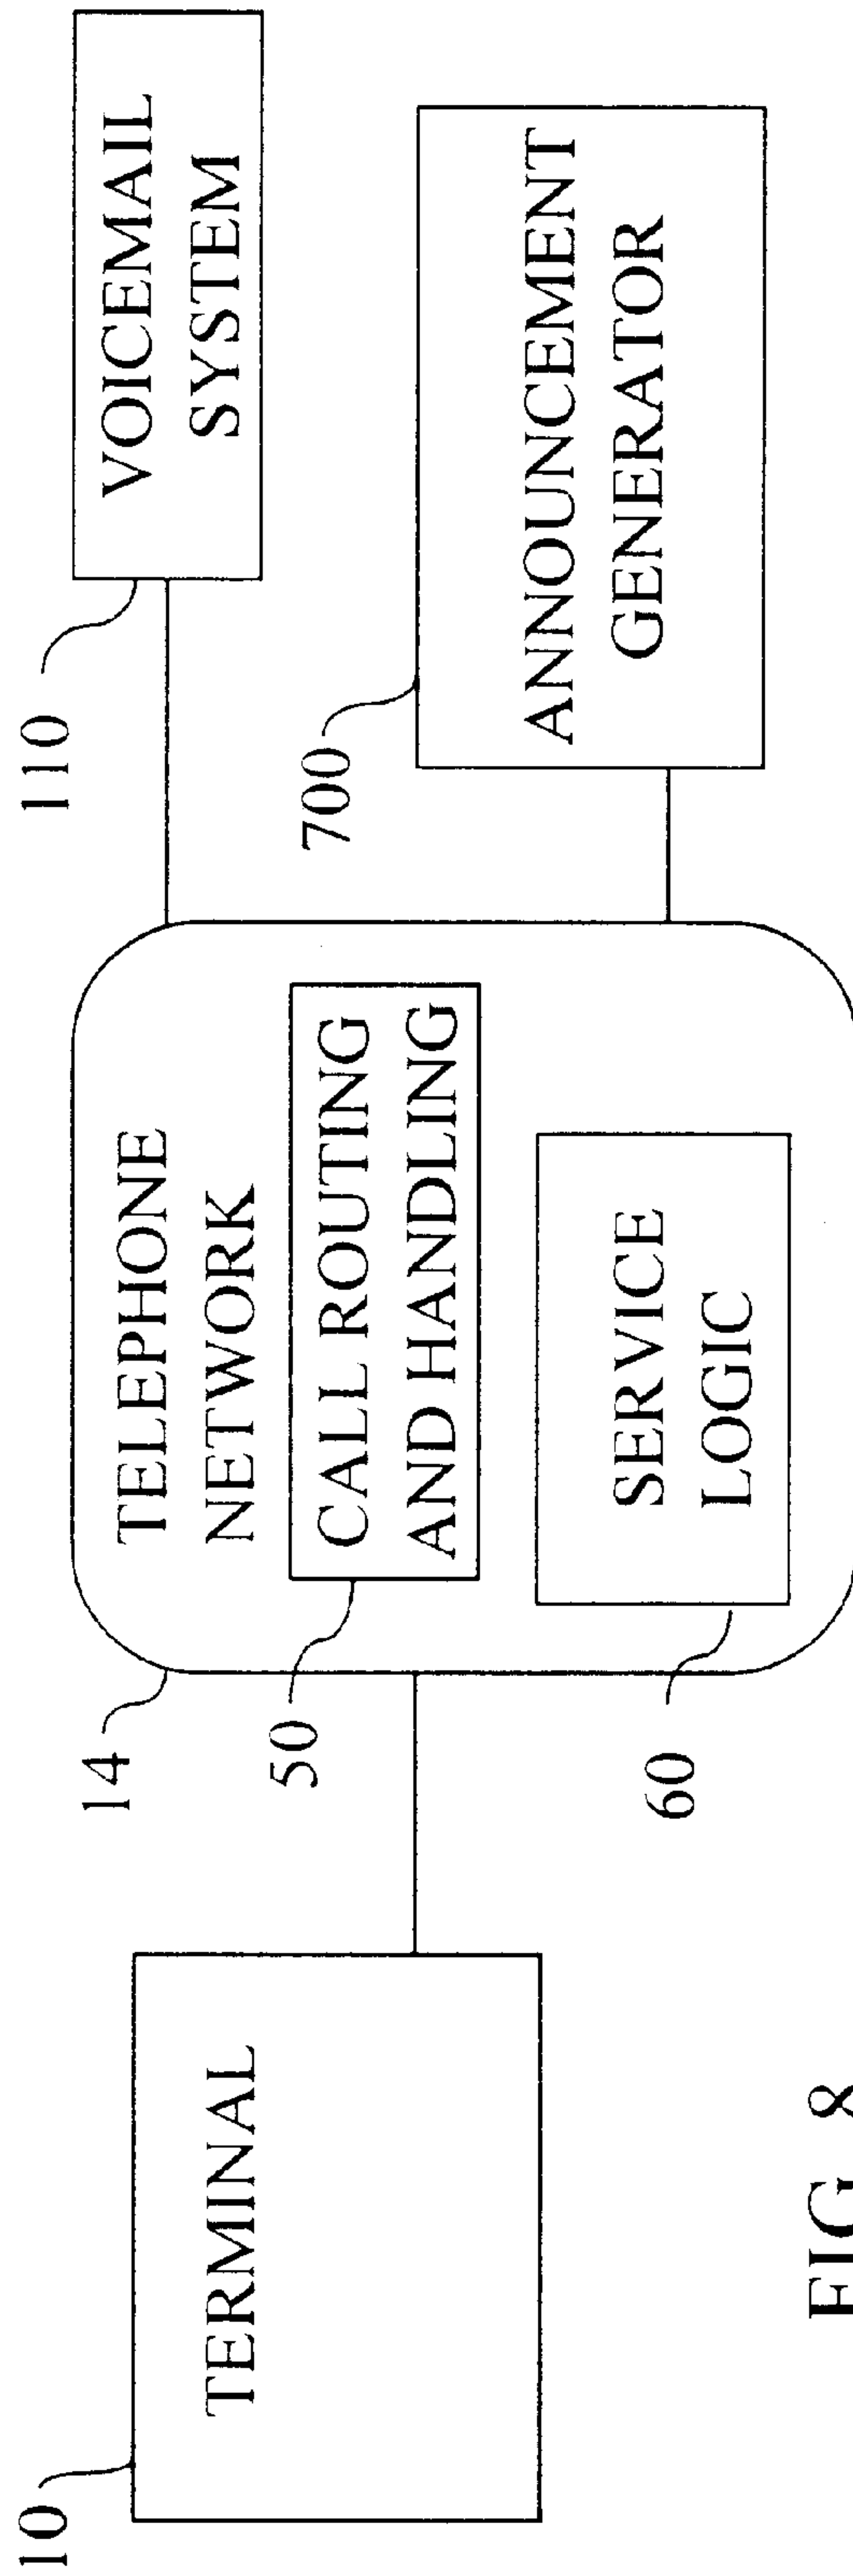 10
TERMINAL
14
TELEPHONE
NETWORK
50
CALL ROUTING
AND HANDLING
60
SERVICE
LOGIC
110
VOICEMAIL
SYSTEM
700
ANNOUNCEMENT
GENERATOR
FIG. 8